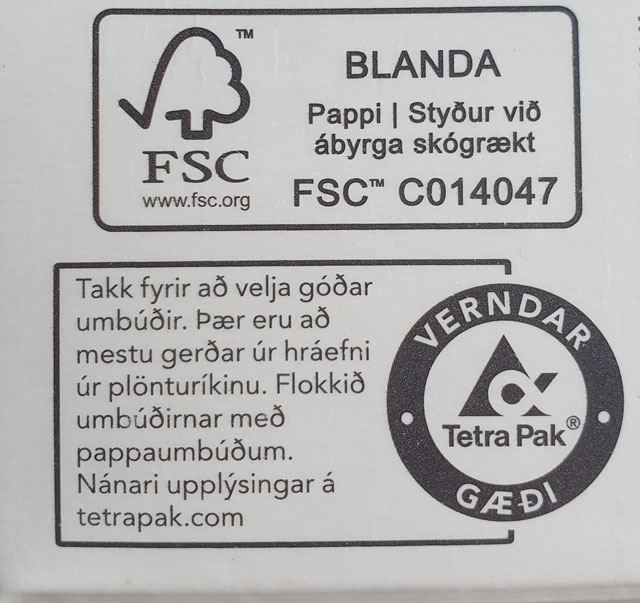 TM
FSC
www.fsc.org
BLANDA
Pappi | Styður við
ábyrga skógrækt
FSC™ C014047
Takk fyrir að velja góðar
umbúðir. Þær eru að
mestu gerðar úr hráefni
úr plönturíkinu. Flokkið
umbúðirnar með
pappaumbúðum.
Nánari upplýsingar á
tetrapak.com
VERNDAR
Tetra Pak®
GÆÐI